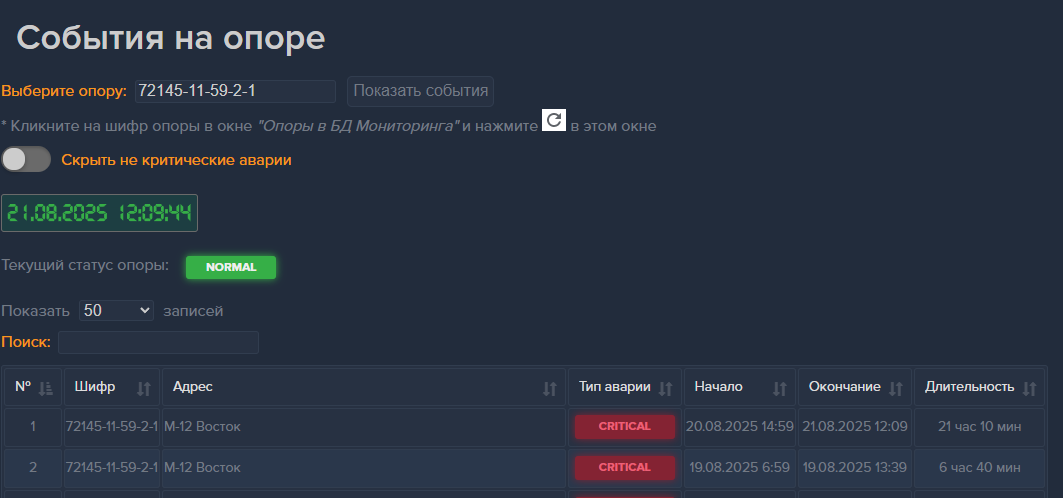 События на опоре
Выберите опору: 72145-11-59-2-1 Показать события
* Кликните на шифр опоры в окне "Опоры в БД Мониторинга" и нажмите в этом окне
Скрыть не критические аварии
21.08.2025 12:09:44
Текущий статус опоры: NORMAL
Показать 50 записей
Поиск:
№ Шифр Адрес Тип аварии Начало Окончание Длительность
1 72145-11-59-2-1 М-12 Восток CRITICAL 20.08.2025 14:59 21.08.2025 12:09 21 час 10 мин
2 72145-11-59-2-1 М-12 Восток CRITICAL 19.08.2025 6:59 19.08.2025 13:39 6 час 40 мин